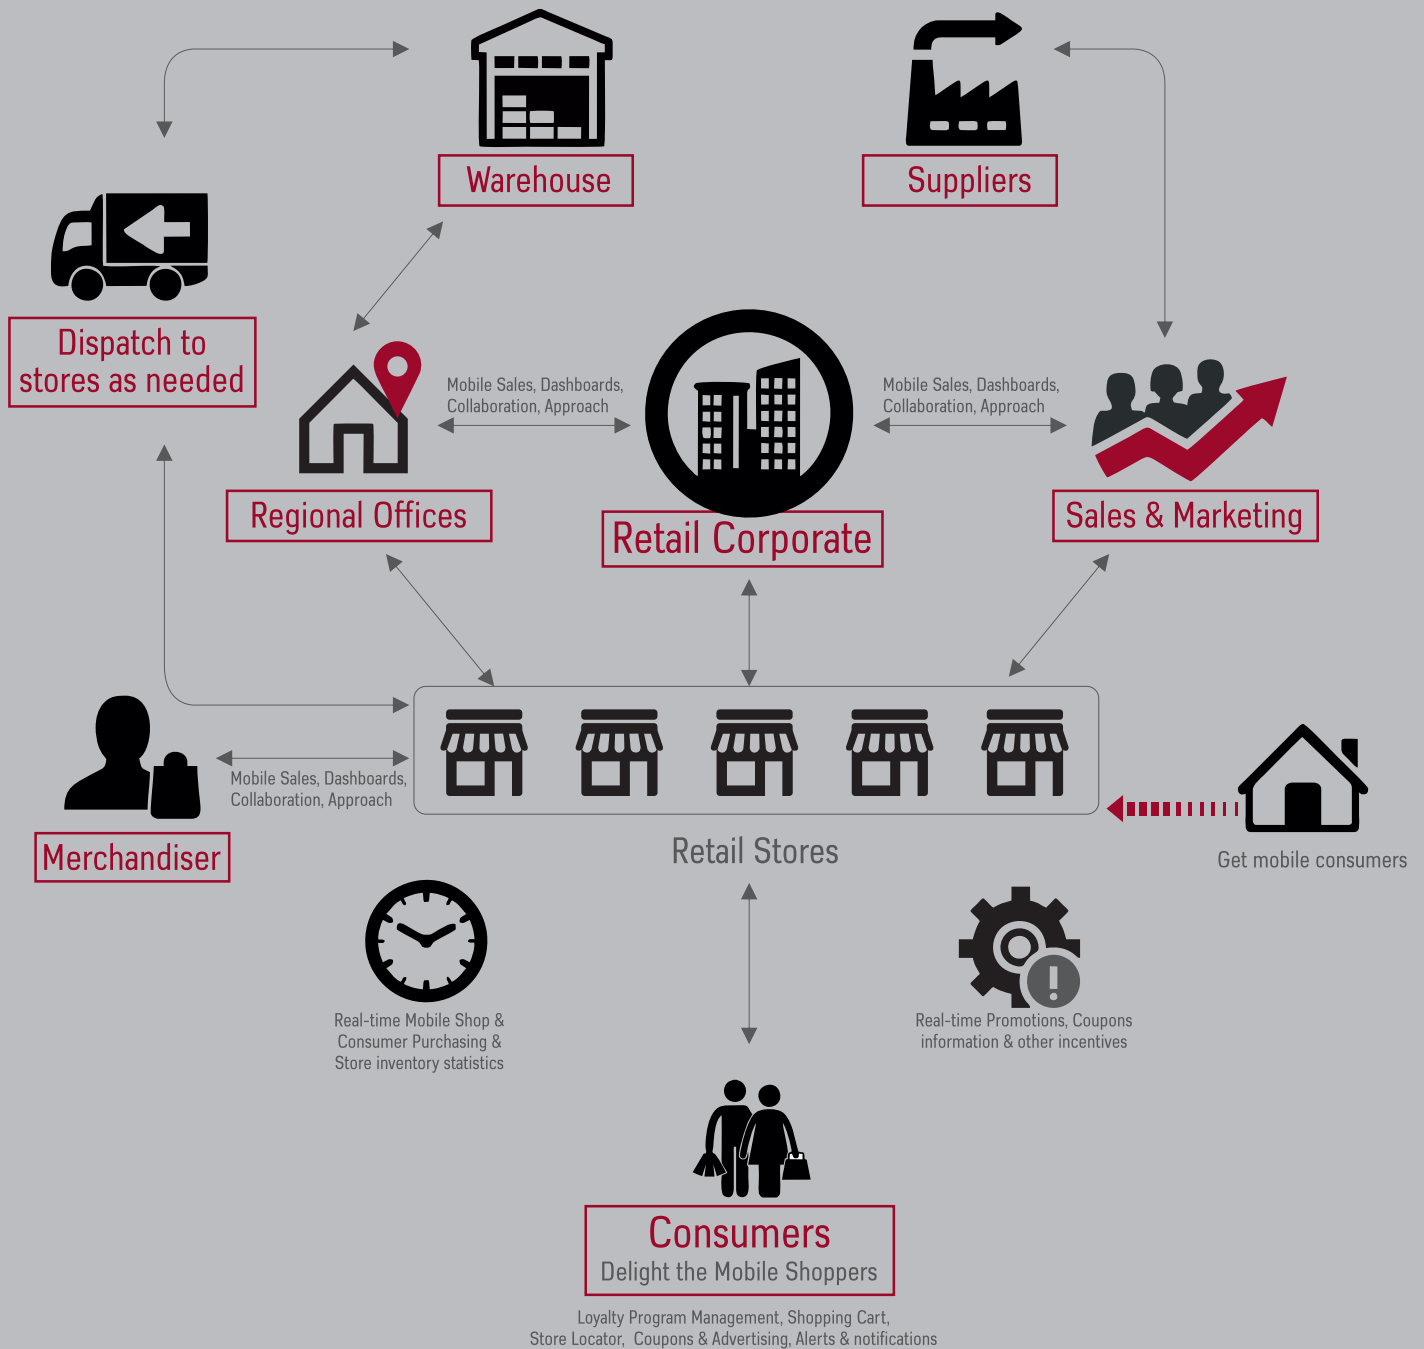 Warehouse
Suppliers
Dispatch to
stores as needed
Mobile Sales, Dashboards,
Collaboration, Approach
Mobile Sales, Dashboards,
Collaboration, Approach
Regional Offices
Retail Corporate
Sales & Marketing
Mobile Sales, Dashboards,
Collaboration, Approach
Merchandiser
Retail Stores
Get mobile consumers
Real-time Mobile Shop &
Consumer Purchasing &
Store inventory statistics
Real-time Promotions, Coupons
information & other incentives
Consumers
Delight the Mobile Shoppers
Loyalty Program Management, Shopping Cart,
Store Locator, Coupons & Advertising, Alerts & notifications